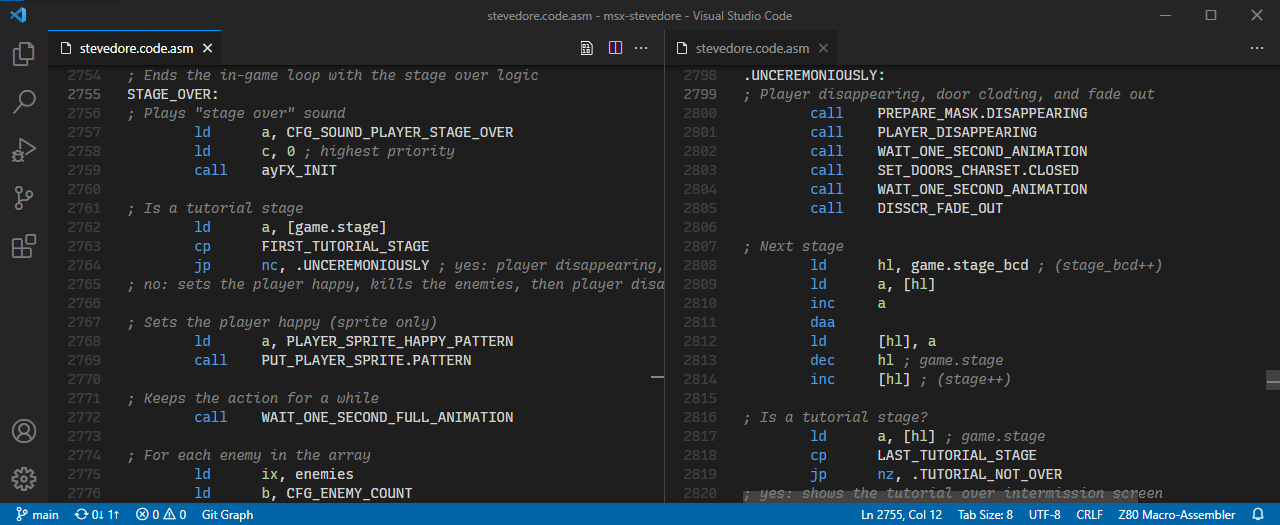 stevedore.code.asm - msx-stevedore - Visual Studio Code
stevedore.code.asm
2754 ; Ends the in-game loop with the stage over logic
2755 STAGE_OVER:
2756 ; Plays "stage over" sound
2757 ld a, CFG_SOUND_PLAYER_STAGE_OVER
2758 ld c, 0 ; highest priority
2759 call ayFX_INIT
2760
2761 ; Is a tutorial stage
2762 ld a, [game.stage]
2763 cp FIRST_TUTORIAL_STAGE
2764 jp nc, .UNCEREMONIOUSLY ; yes: player disappearing,
2765 ; no: sets the player happy, kills the enemies, then player disa
2766
2767 ; Sets the player happy (sprite only)
2768 ld a, PLAYER_SPRITE_HAPPY_PATTERN
2769 call PUT_PLAYER_SPRITE.PATTERN
2770
2771 ; Keeps the action for a while
2772 call WAIT_ONE_SECOND_FULL_ANIMATION
2773
2774 ; For each enemy in the array
2775 ld ix, enemies
2776 ld b, CFG_ENEMY_COUNT
stevedore.code.asm
2798 .UNCEREMONIOUSLY:
2799 ; Player disappearing, door cloding, and fade out
2800 call PREPARE_MASK.DISAPPEARING
2801 call PLAYER_DISAPPEARING
2802 call WAIT_ONE_SECOND_ANIMATION
2803 call SET_DOORS_CHARSET.CLOSED
2804 call WAIT_ONE_SECOND_ANIMATION
2805 call DISSCR_FADE_OUT
2806
2807 ; Next stage
2808 ld hl, game.stage_bcd ; (stage_bcd++)
2809 ld a, [hl]
2810 inc a
2811 daa
2812 ld [hl], a
2813 dec hl ; game.stage
2814 inc [hl] ; (stage++)
2815
2816 ; Is a tutorial stage?
2817 ld a, [hl] ; game.stage
2818 cp LAST_TUTORIAL_STAGE
2819 jp nz, .TUTORIAL_NOT_OVER
2820 ; yes: shows the tutorial over intermission screen
main 0↓ 1↑ 0 0 Git Graph Ln 2755, Col 12 Tab Size: 8 UTF-8 CRLF Z80 Macro-Assembler